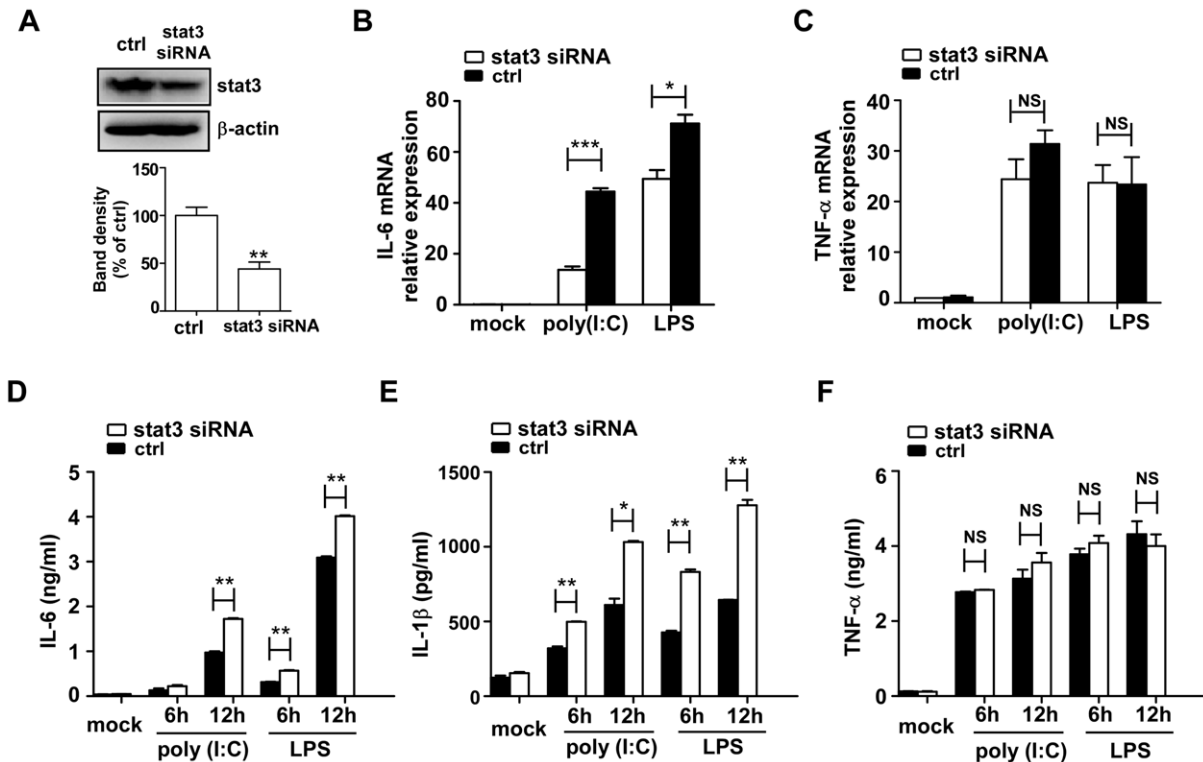 A
ctrl
stat3
siRNA
stat3
β-actin
Band density
(% of ctrl)
150
100
50
0
**
ctrl
stat3 siRNA
B
stat3 siRNA
ctrl
IL-6 mRNA
relative expression
80
60
40
20
0
***
*
mock
poly(I:C)
LPS
C
stat3 siRNA
ctrl
TNF-α mRNA
relative expression
40
30
20
10
0
NS
NS
mock
poly(I:C)
LPS
D
stat3 siRNA
ctrl
IL-6 (ng/ml)
5
4
3
2
1
0
**
**
**
mock
6h
12h
6h
12h
poly (I:C)
LPS
E
stat3 siRNA
ctrl
IL-1β (pg/ml)
1500
1000
500
0
**
*
**
**
mock
6h
12h
6h
12h
poly (I:C)
LPS
F
stat3 siRNA
ctrl
TNF-α (ng/ml)
6
4
2
0
NS
NS
NS
NS
mock
6h
12h
6h
12h
poly (I:C)
LPS